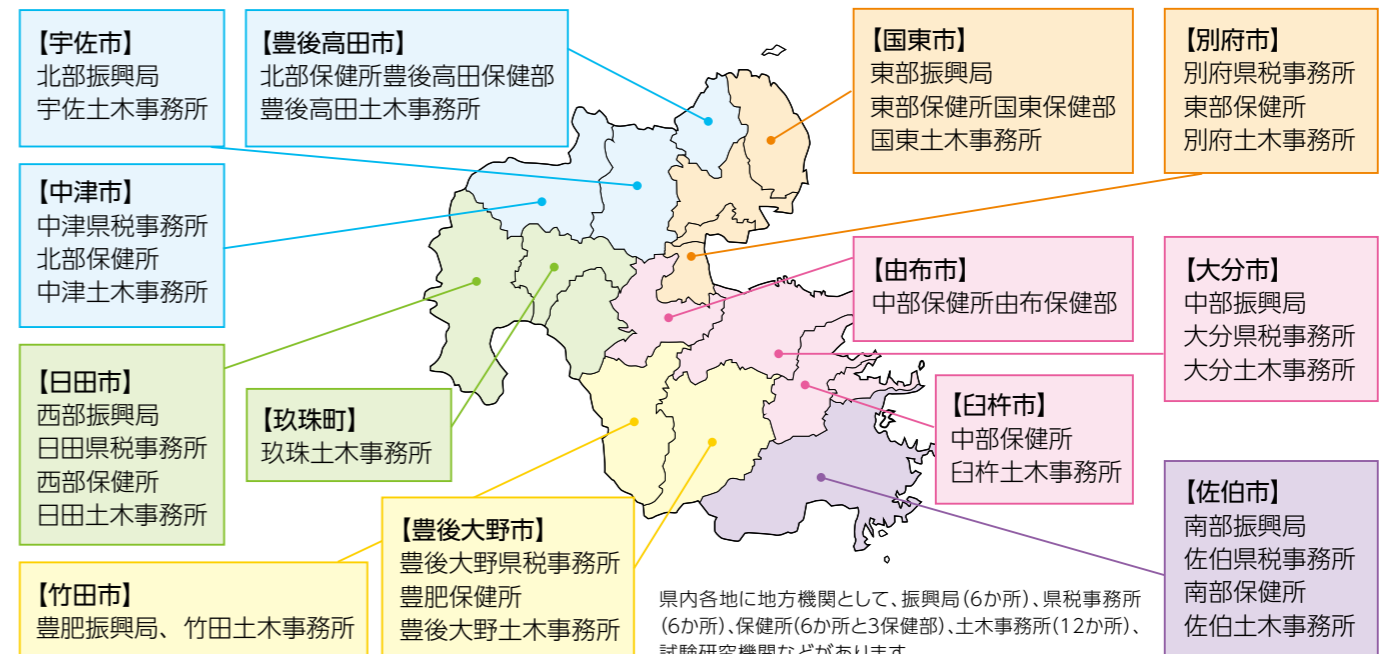 【宇佐市】
北部振興局
宇佐土木事務所
【豊後高田市】
北部保健所豊後高田保健部
豊後高田土木事務所
【国東市】
東部振興局
東部保健所国東保健部
国東土木事務所
【別府市】
別府県税事務所
東部保健所
別府土木事務所
【中津市】
中津県税事務所
北部保健所
中津土木事務所
【由布市】
中部保健所由布保健部
【大分市】
中部振興局
大分県税事務所
大分土木事務所
【日田市】
西部振興局
日田県税事務所
西部保健所
日田土木事務所
【玖珠町】
玖珠土木事務所
【臼杵市】
中部保健所
臼杵土木事務所
【佐伯市】
南部振興局
佐伯県税事務所
南部保健所
佐伯土木事務所
【豊後大野市】
豊後大野県税事務所
豊肥保健所
豊後大野土木事務所
【竹田市】
豊肥振興局、竹田土木事務所
県内各地に地方機関として、振興局(6か所)、県税事務所
(6か所)、保健所(6か所と3保健部)、土木事務所(12か所)、
試験研究機関などがあります